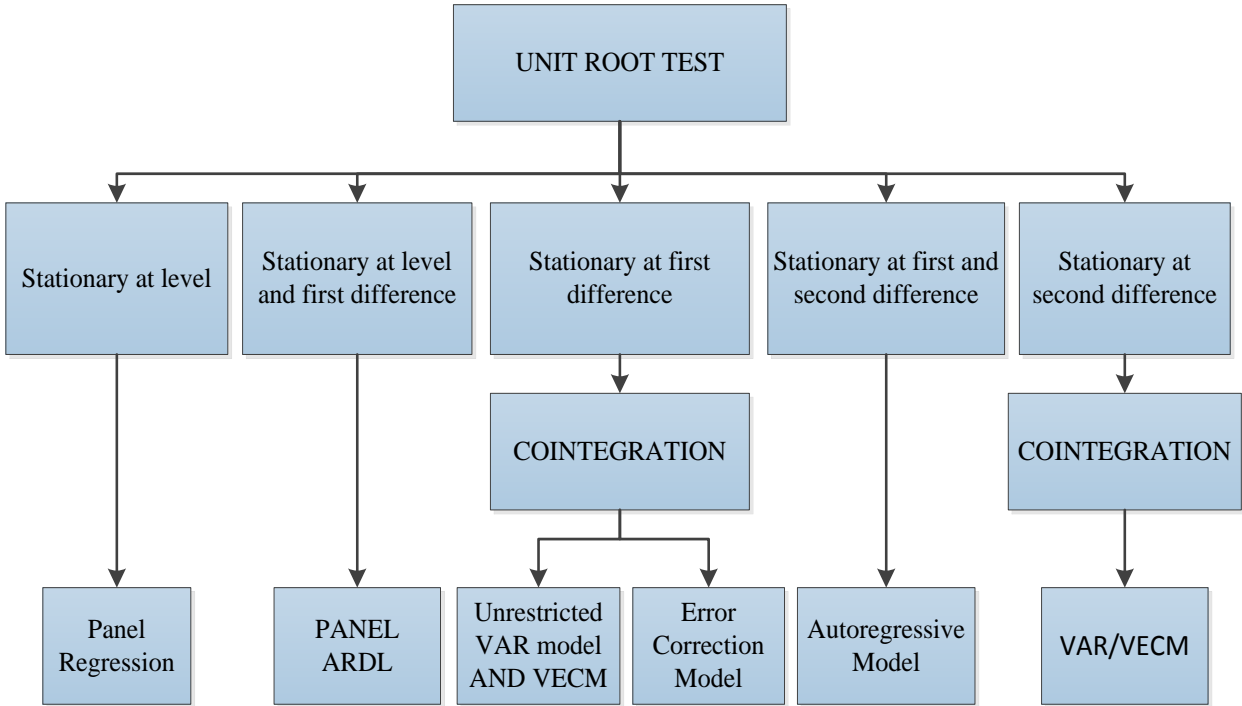 UNIT ROOT TEST
Stationary at level
Stationary at level
and first difference
Stationary at first
difference
Stationary at first and
second difference
Stationary at
second difference
COINTEGRATION
COINTEGRATION
Panel
Regression
PANEL
ARDL
Unrestricted
VAR model
AND VECM
Error
Correction
Model
Autoregressive
Model
VAR/VECM